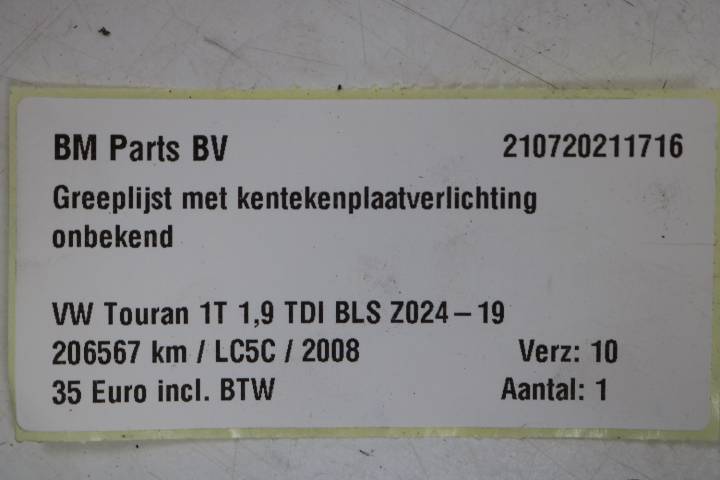 BM Parts BV 210720211716
Greeplijst met kentekenplaatverlichting
onbekend
VW Touran 1T 1,9 TDI BLS Z024-19
206567 km / LC5C / 2008 Verz: 10
35 Euro incl. BTW Aantal: 1